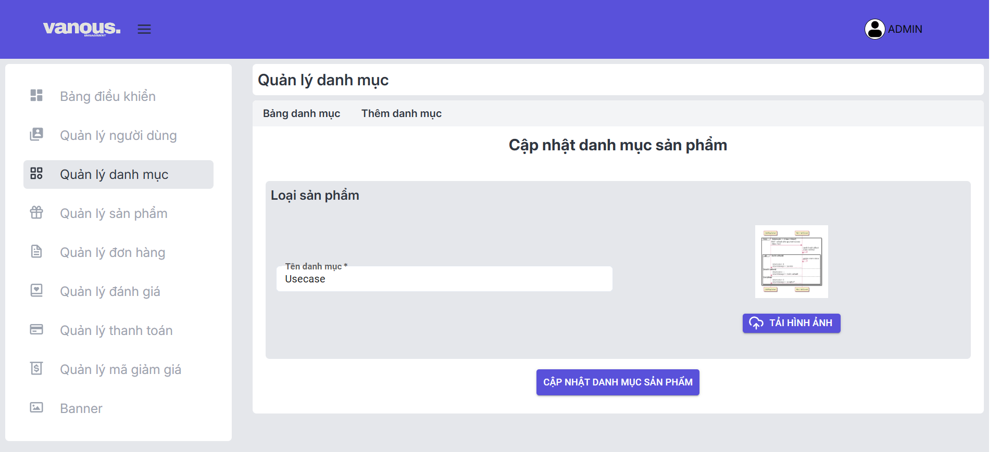 vanous.
MANAGEMENT
ADMIN
Bảng điều khiển
Quản lý người dùng
Quản lý danh mục
Quản lý sản phẩm
Quản lý đơn hàng
Quản lý đánh giá
Quản lý thanh toán
Quản lý mã giảm giá
Banner
Quản lý danh mục
Bảng danh mục Thêm danh mục
Cập nhật danh mục sản phẩm
Loại sản phẩm
Tên danh mục *
Usecase
TẢI HÌNH ẢNH
CẬP NHẬT DANH MỤC SẢN PHẨM